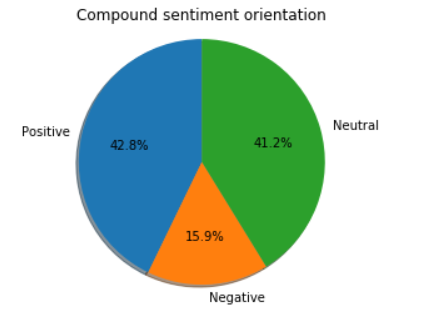 Compound sentiment orientation
Positive
42.8%
41.2%
Neutral
15.9%
Negative